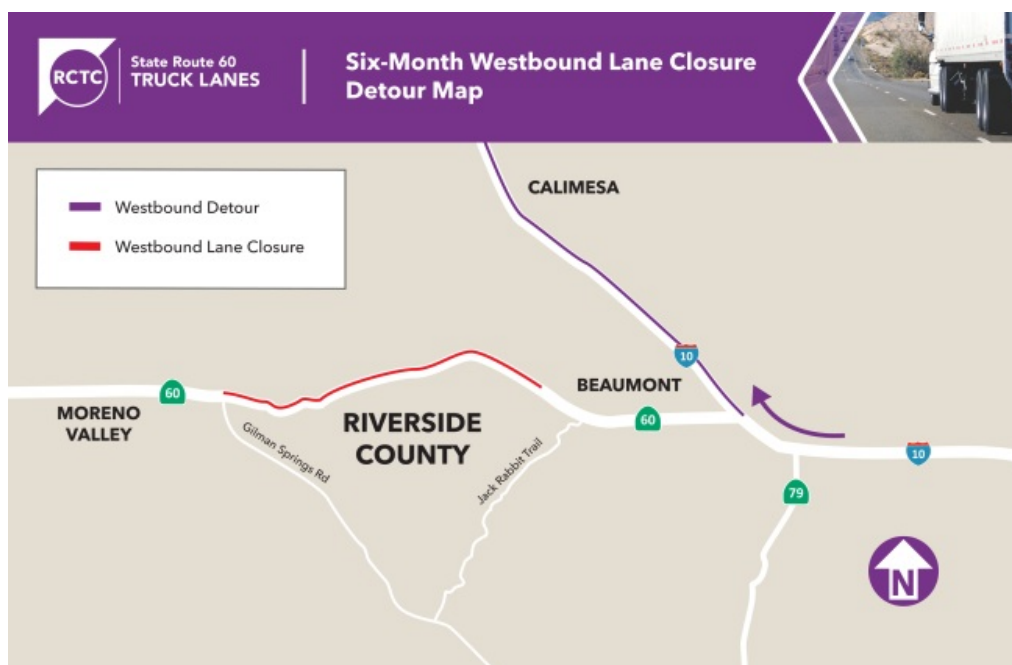 RCTC
State Route 60
TRUCK LANES
Six-Month Westbound Lane Closure
Detour Map
Westbound Detour
Westbound Lane Closure
CALIMESA
10
BEAUMONT
60
MORENO
VALLEY
RIVERSIDE
COUNTY
60
10
Gilman Springs Rd
Jack Rabbit Trail
79
N